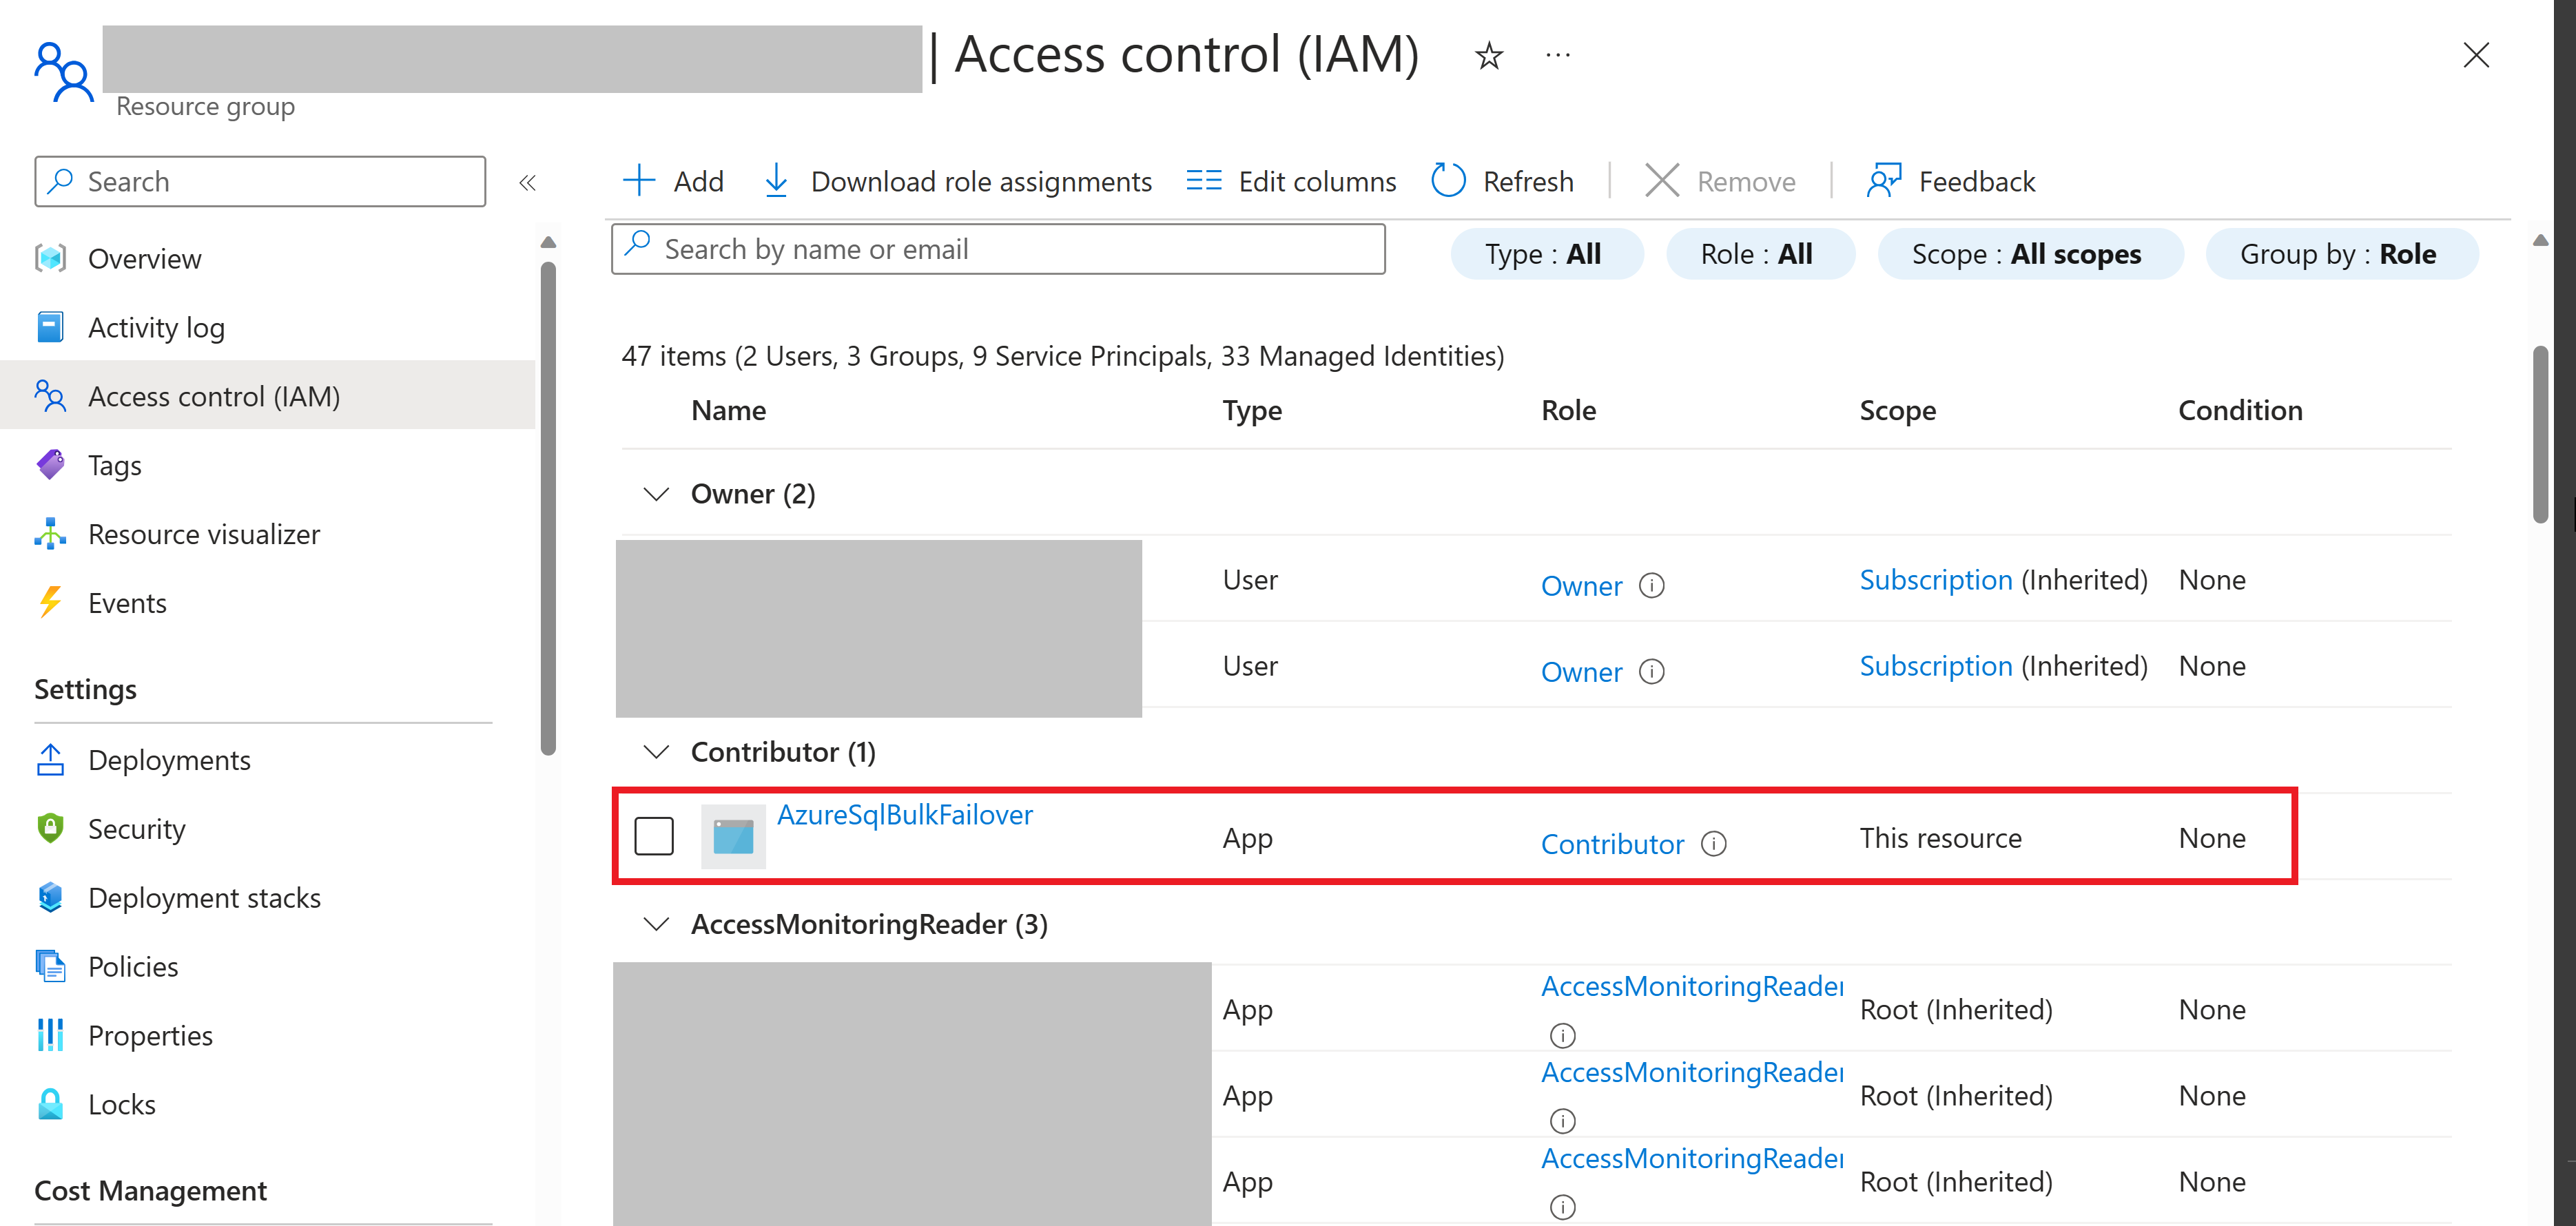 | Access control (IAM)
Resource group
Search
Overview
Activity log
Access control (IAM)
Tags
Resource visualizer
Events
Settings
Deployments
Security
Deployment stacks
Policies
Properties
Locks
Cost Management
Add Download role assignments Edit columns Refresh Remove Feedback
Search by name or email Type : All Role : All Scope : All scopes Group by : Role
47 items (2 Users, 3 Groups, 9 Service Principals, 33 Managed Identities)
Name Type Role Scope Condition
Owner (2)
User Owner Subscription (Inherited) None
User Owner Subscription (Inherited) None
Contributor (1)
AzureSqlBulkFailover App Contributor This resource None
AccessMonitoringReader (3)
App AccessMonitoringReader Root (Inherited) None
App AccessMonitoringReader Root (Inherited) None
App AccessMonitoringReader Root (Inherited) None